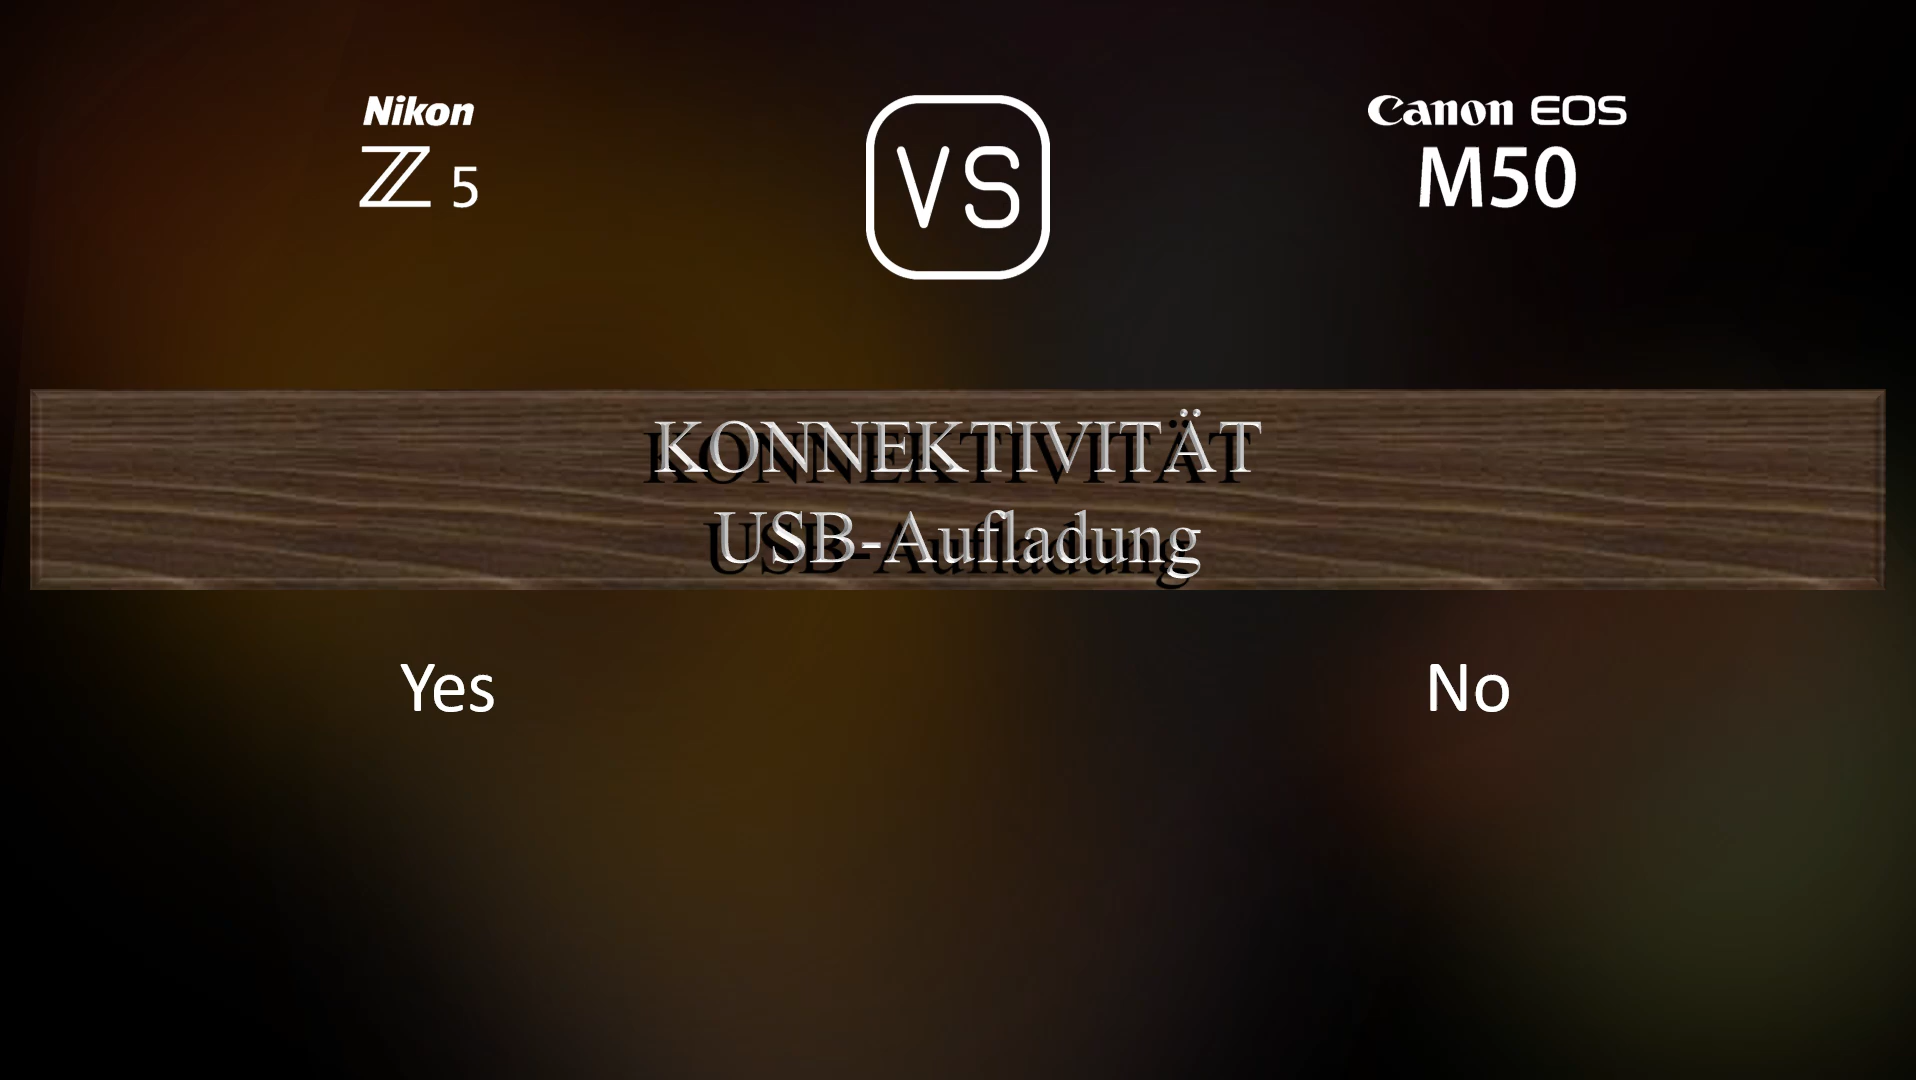 Nikon
Z 5
VS
Canon EOS
M50
KONNEKTIVITÄT
USB-Aufladung
Yes
No